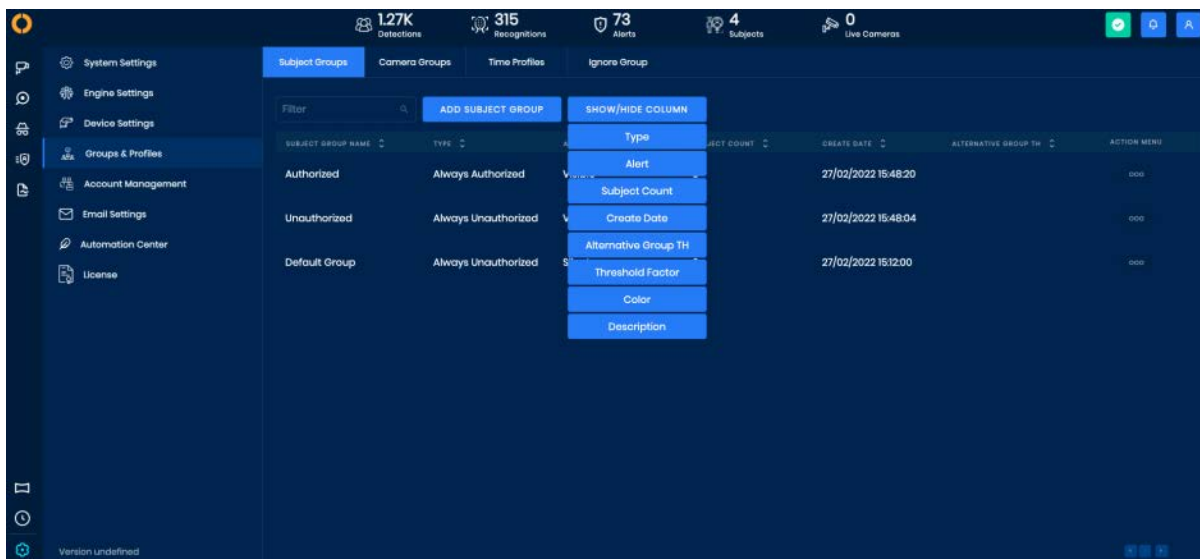 1.27K 315 73 4 0
Detections Recognitions Alerts Subjects Live Cameras
System Settings
Engine Settings
Device Settings
Groups & Profiles
Account Management
Email Settings
Automation Center
License
Version undefined
Subject Groups Camera Groups Time Profiles Ignore Group
Filter ADD SUBJECT GROUP SHOW/HIDE COLUMN
Type
Alert
Subject Count
Create Date
Alternative Group TH
Threshold Factor
Color
Description
SUBJECT GROUP NAME TYPE CREATE DATE ALTERNATIVE GROUP TH ACTION MENU
Authorized Always Authorized 27/02/2022 15:48:20
Unauthorized Always Unauthorized 27/02/2022 15:48:04
Default Group Always Unauthorized 27/02/2022 15:12:00